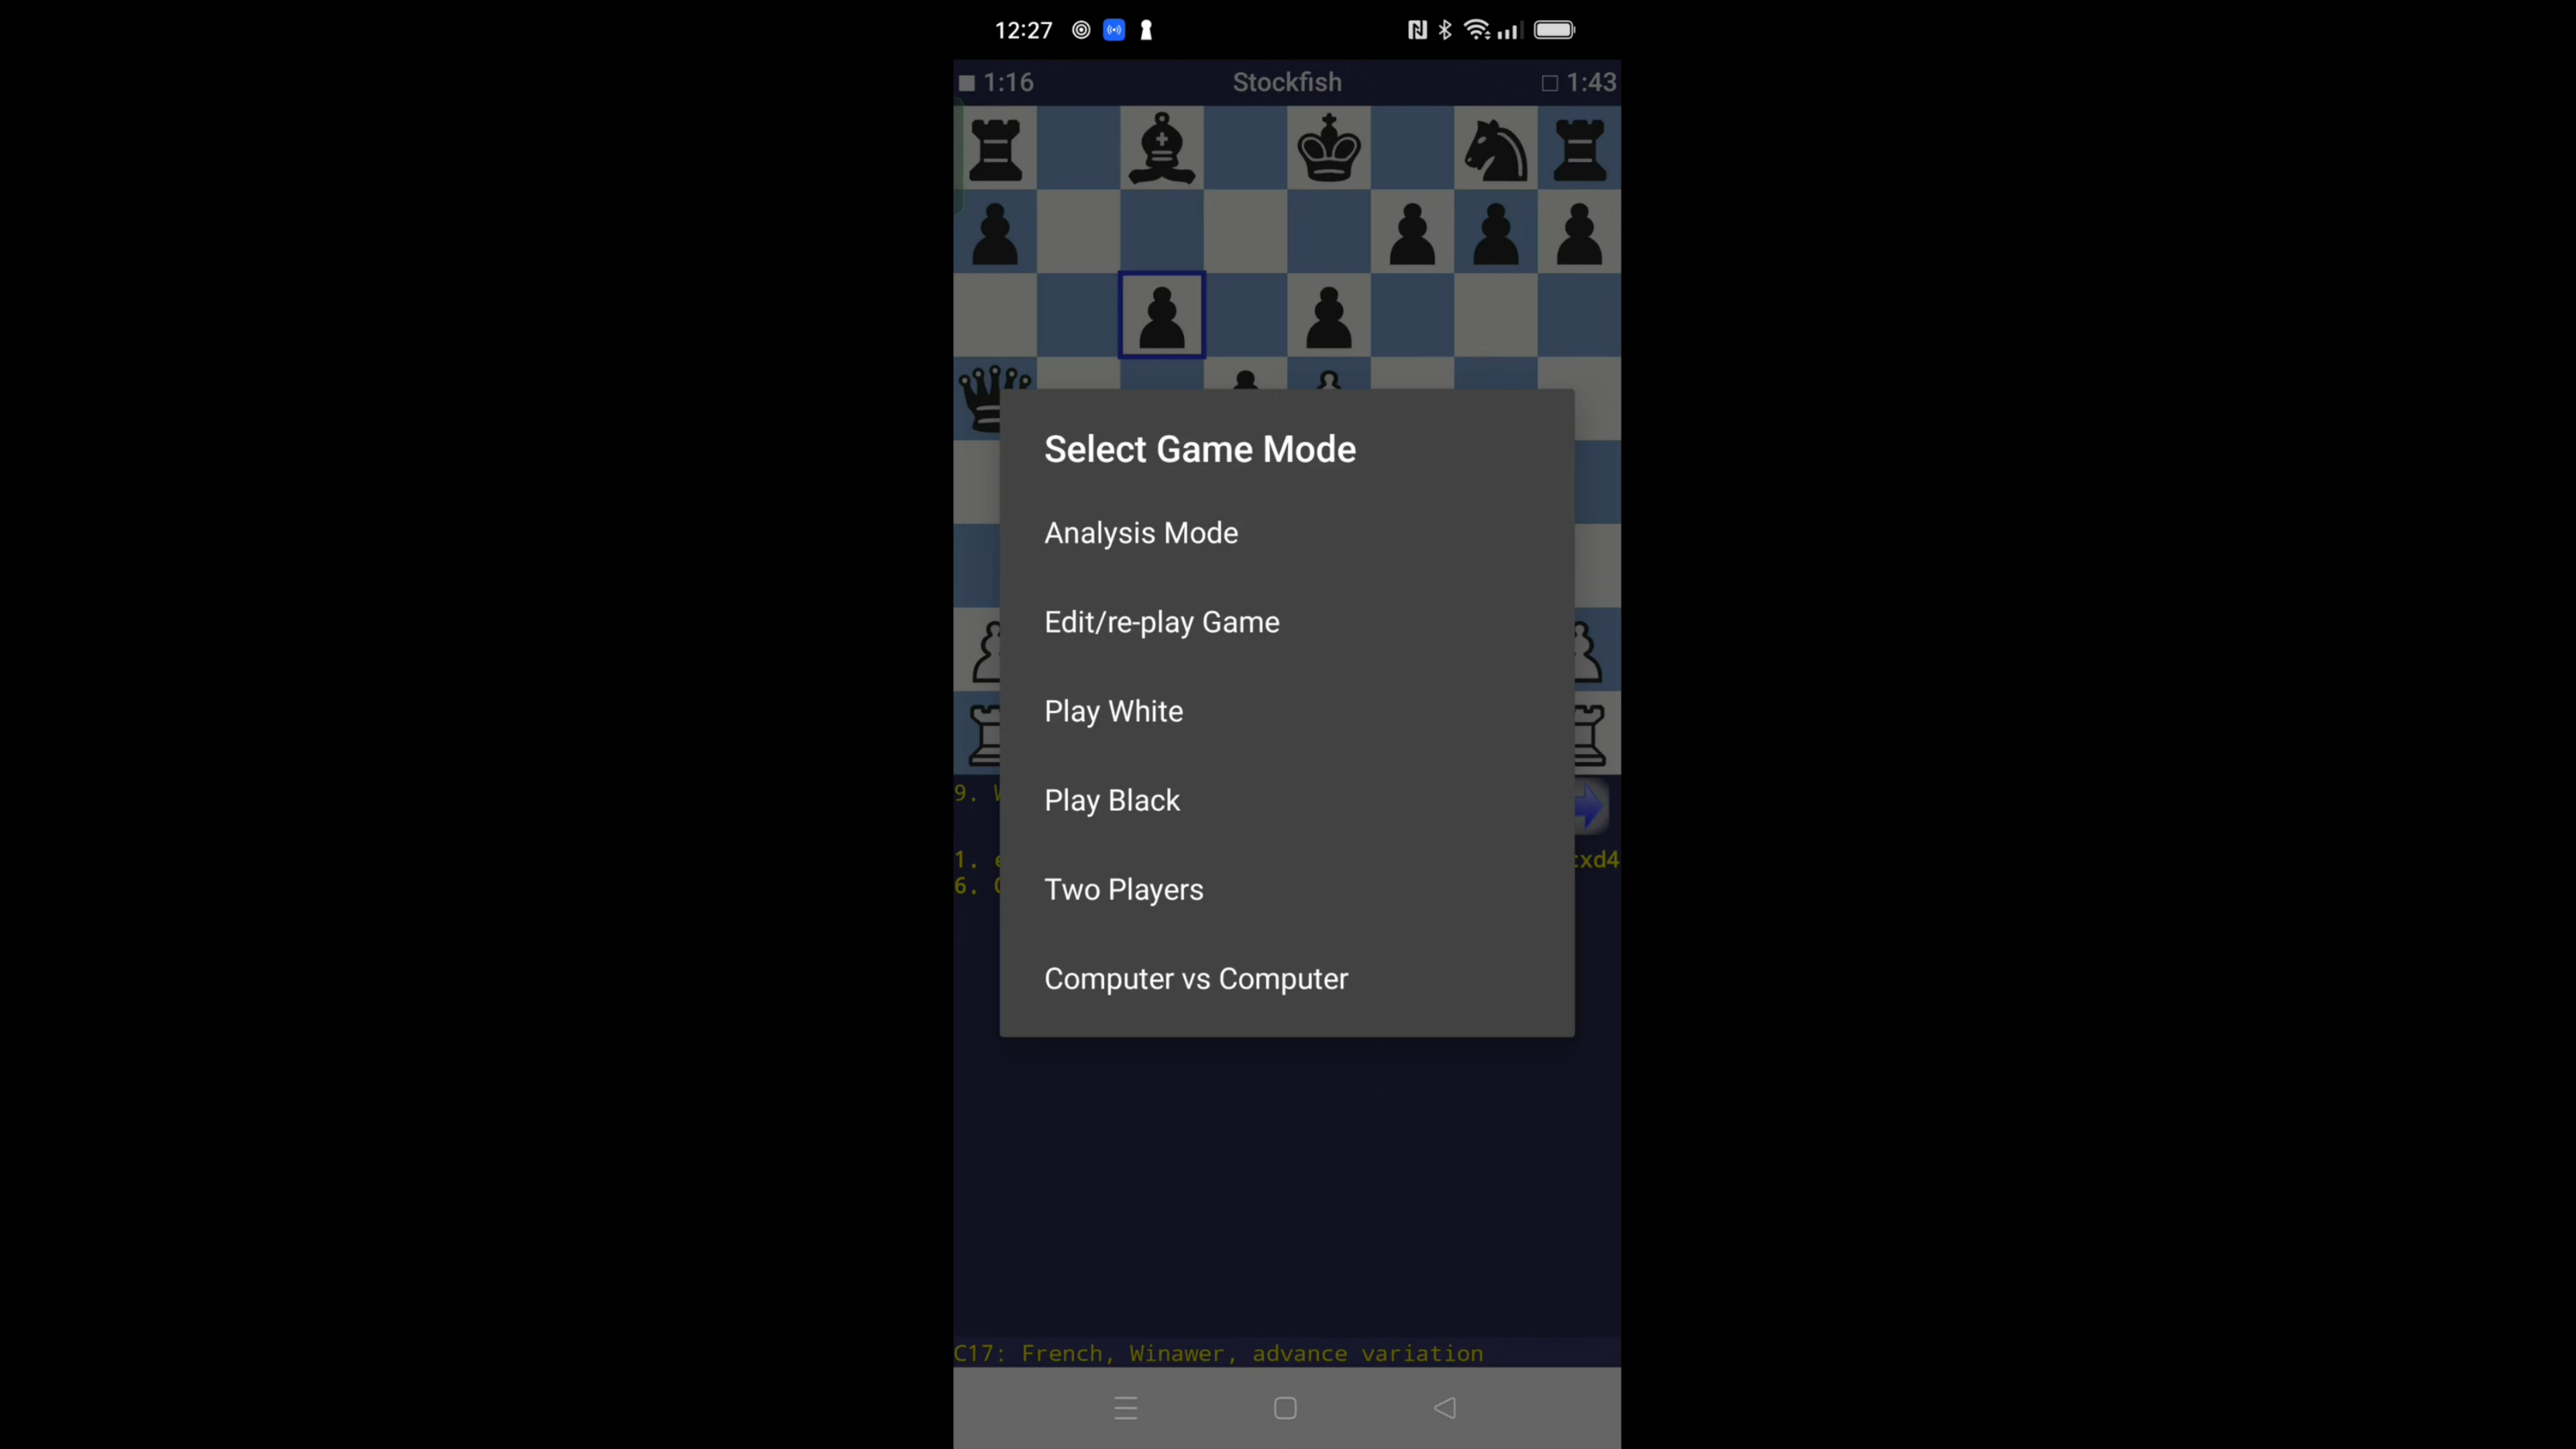 12:27
1:16 Stockfish 1:43
Select Game Mode
Analysis Mode
Edit/re-play Game
Play White
Play Black
Two Players
Computer vs Computer
9.
1. cxd4
6.
C17: French, Winawer, advance variation